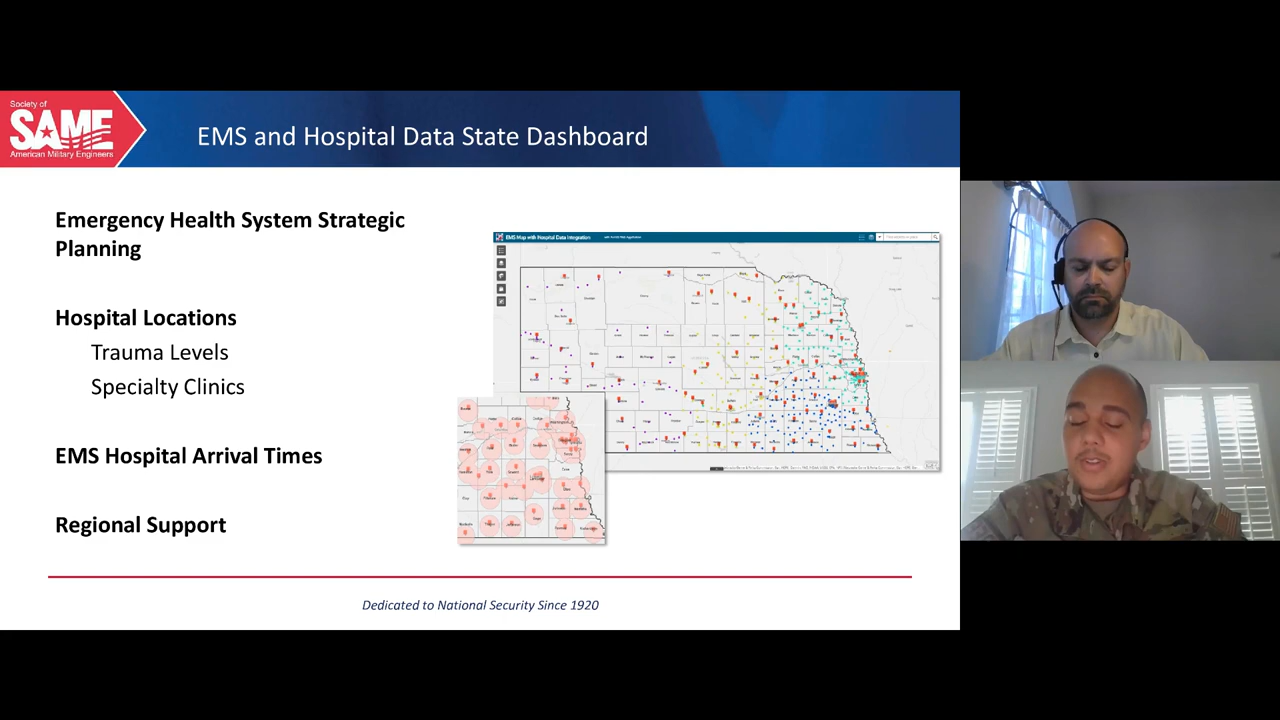 Society of
SAME
American Military Engineers
EMS and Hospital Data State Dashboard
Emergency Health System Strategic
Planning
Hospital Locations
Trauma Levels
Specialty Clinics
EMS Hospital Arrival Times
Regional Support
EMS Map with Hospital Data Integration
Dedicated to National Security Since 1920